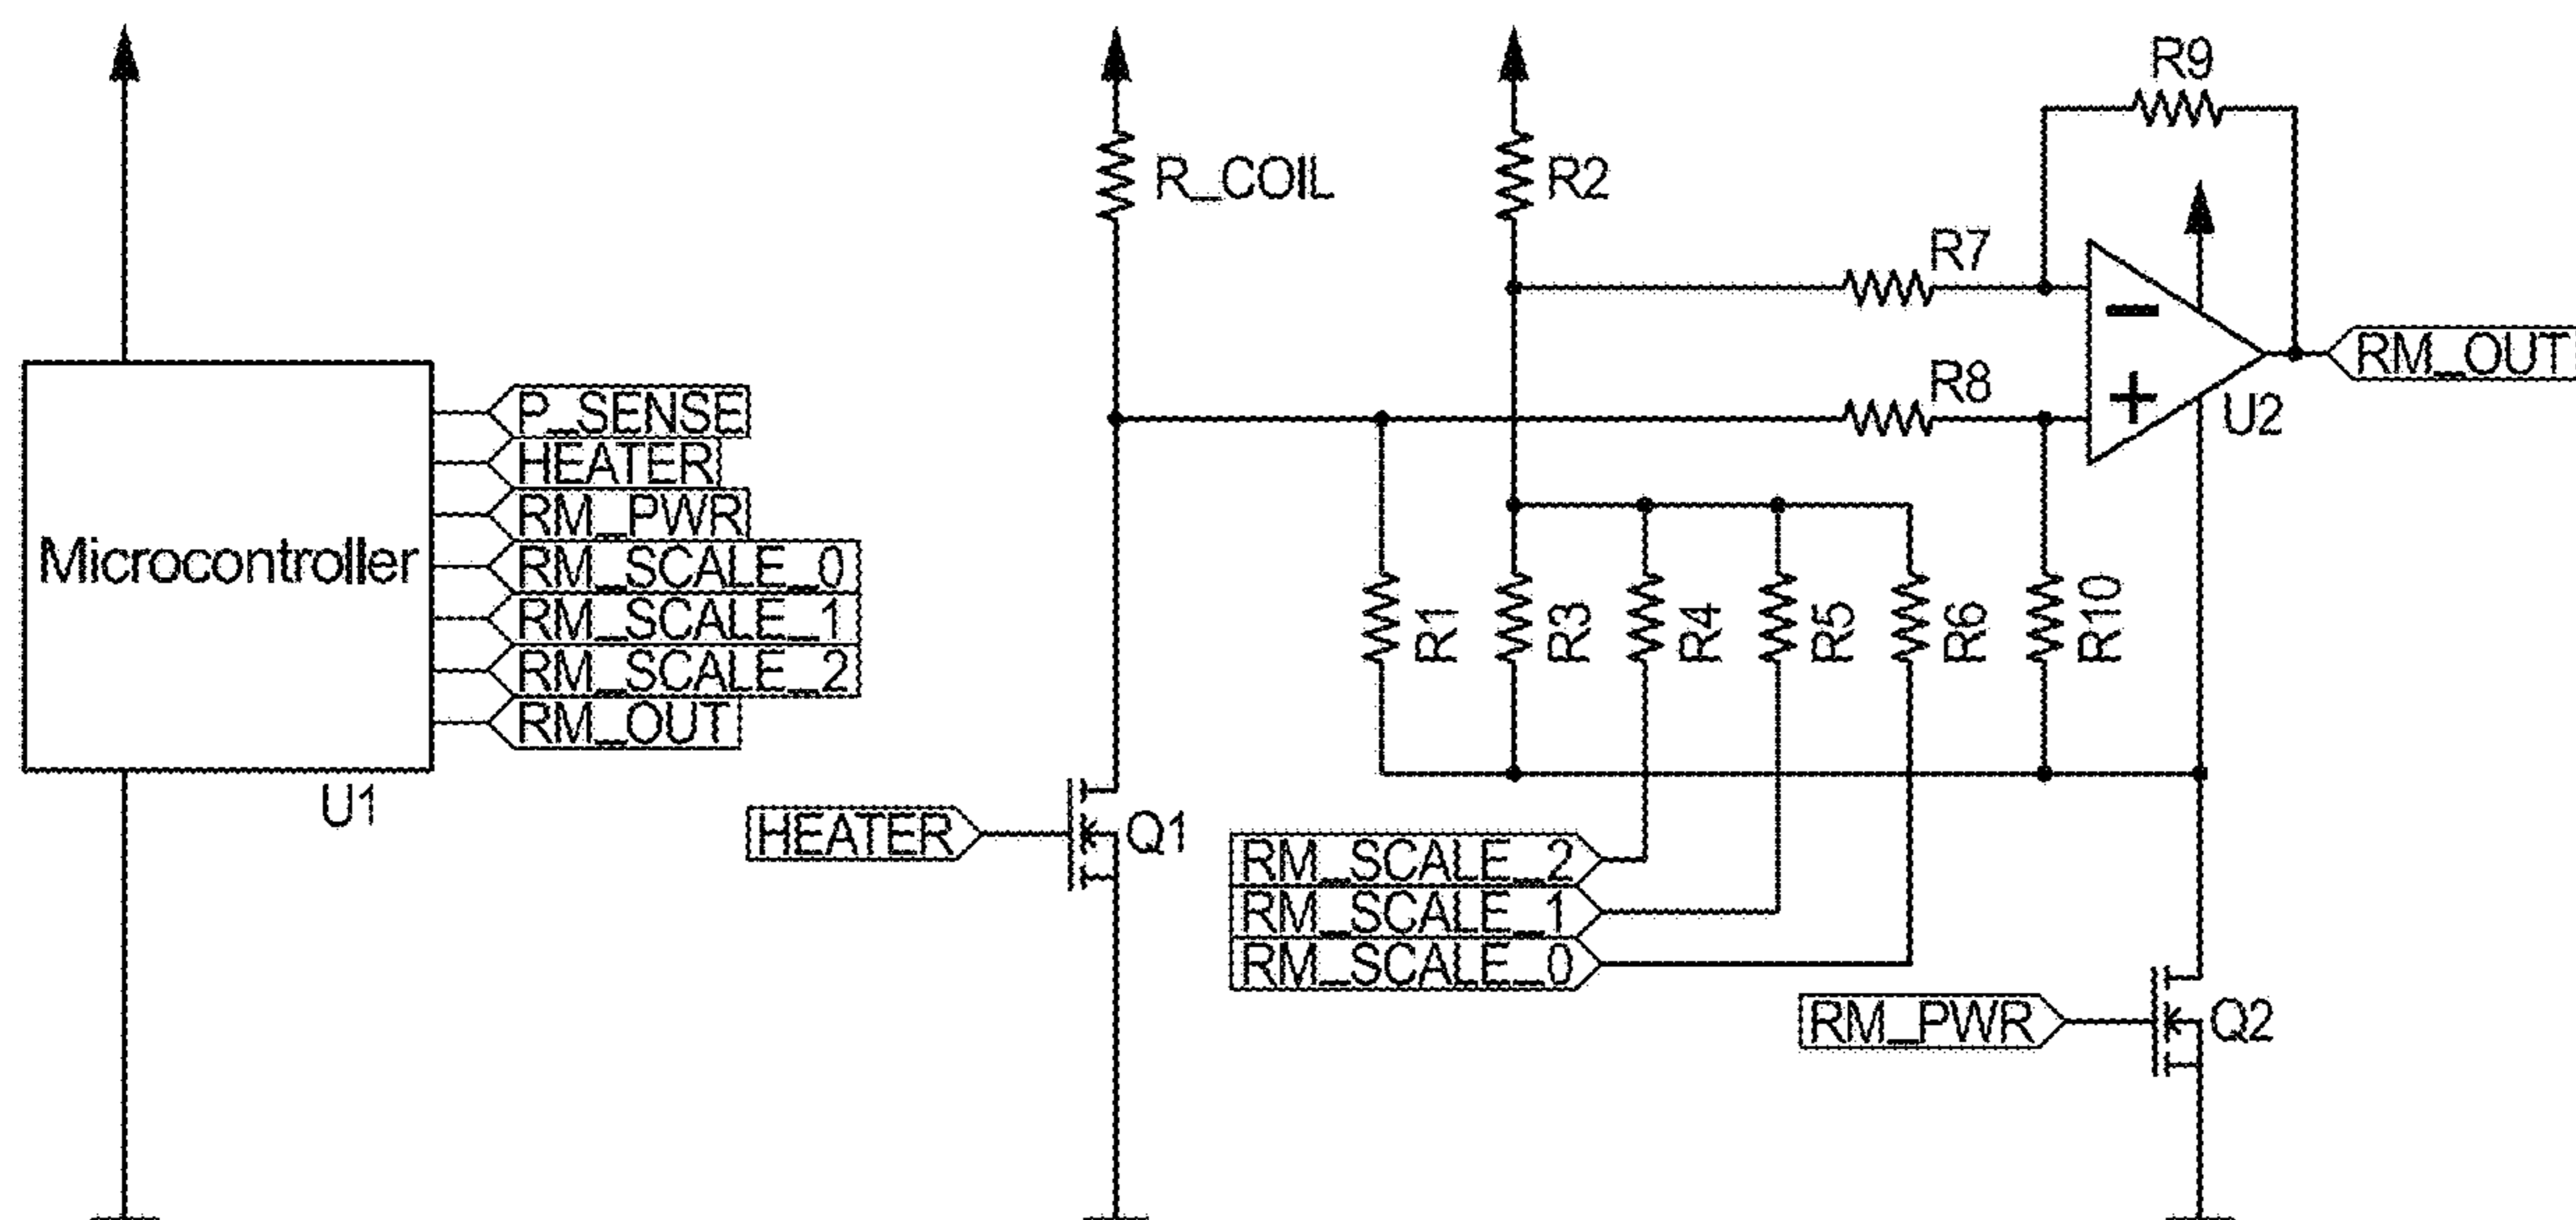 Microcontroller
U1
P_SENSE
HEATER
RM_PWR
RM_SCALE_0
RM_SCALE_1
RM_SCALE_2
RM_OUT
R_COIL
R2
R9
R7
R8
U2
RM_OUT
R1
R3
R4
R5
R6
R10
HEATER
Q1
RM_SCALE_2
RM_SCALE_1
RM_SCALE_0
RM_PWR
Q2